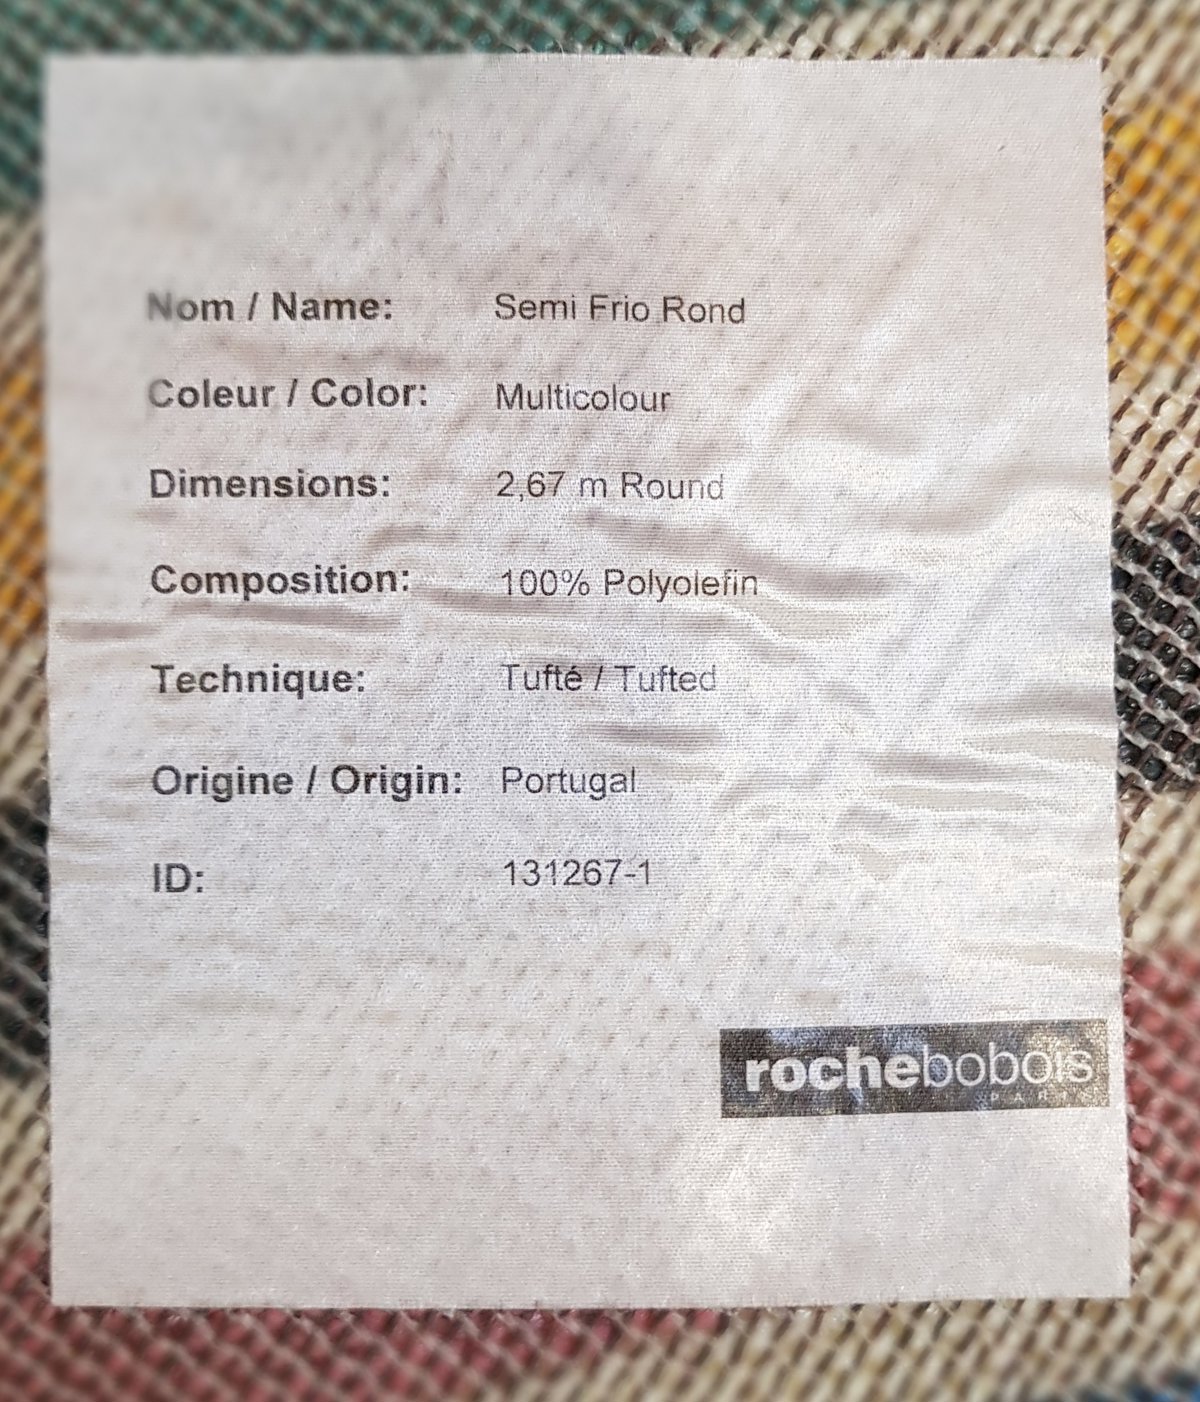 Nom / Name: Semi Frio Rond
Coleur / Color: Multicolour
Dimensions: 2,67 m Round
Composition: 100% Polyolefin
Technique: Tufté / Tufted
Origine / Origin: Portugal
ID: 131267-1
rochebobois